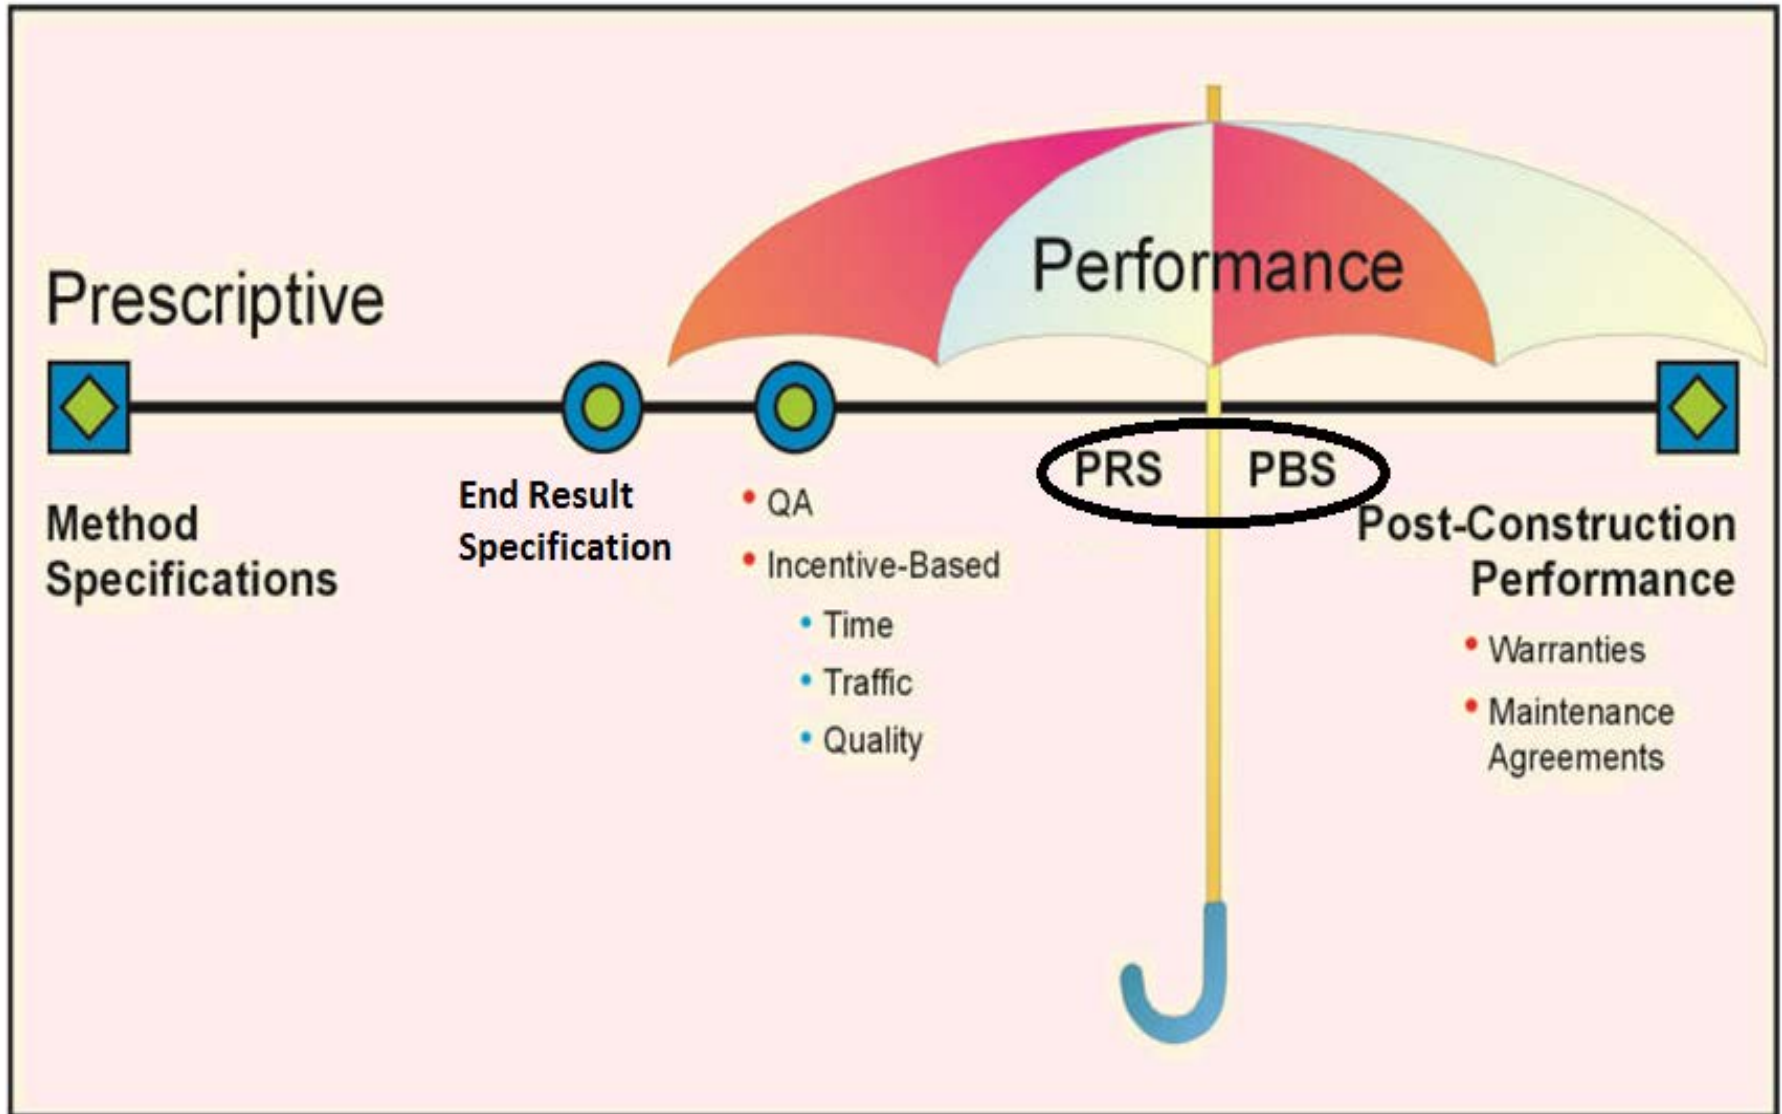 Performance
Prescriptive
PRS PBS
Method
Specifications
End Result
Specification
• QA
• Incentive-Based
• Time
• Traffic
• Quality
Post-Construction
Performance
• Warranties
• Maintenance
Agreements